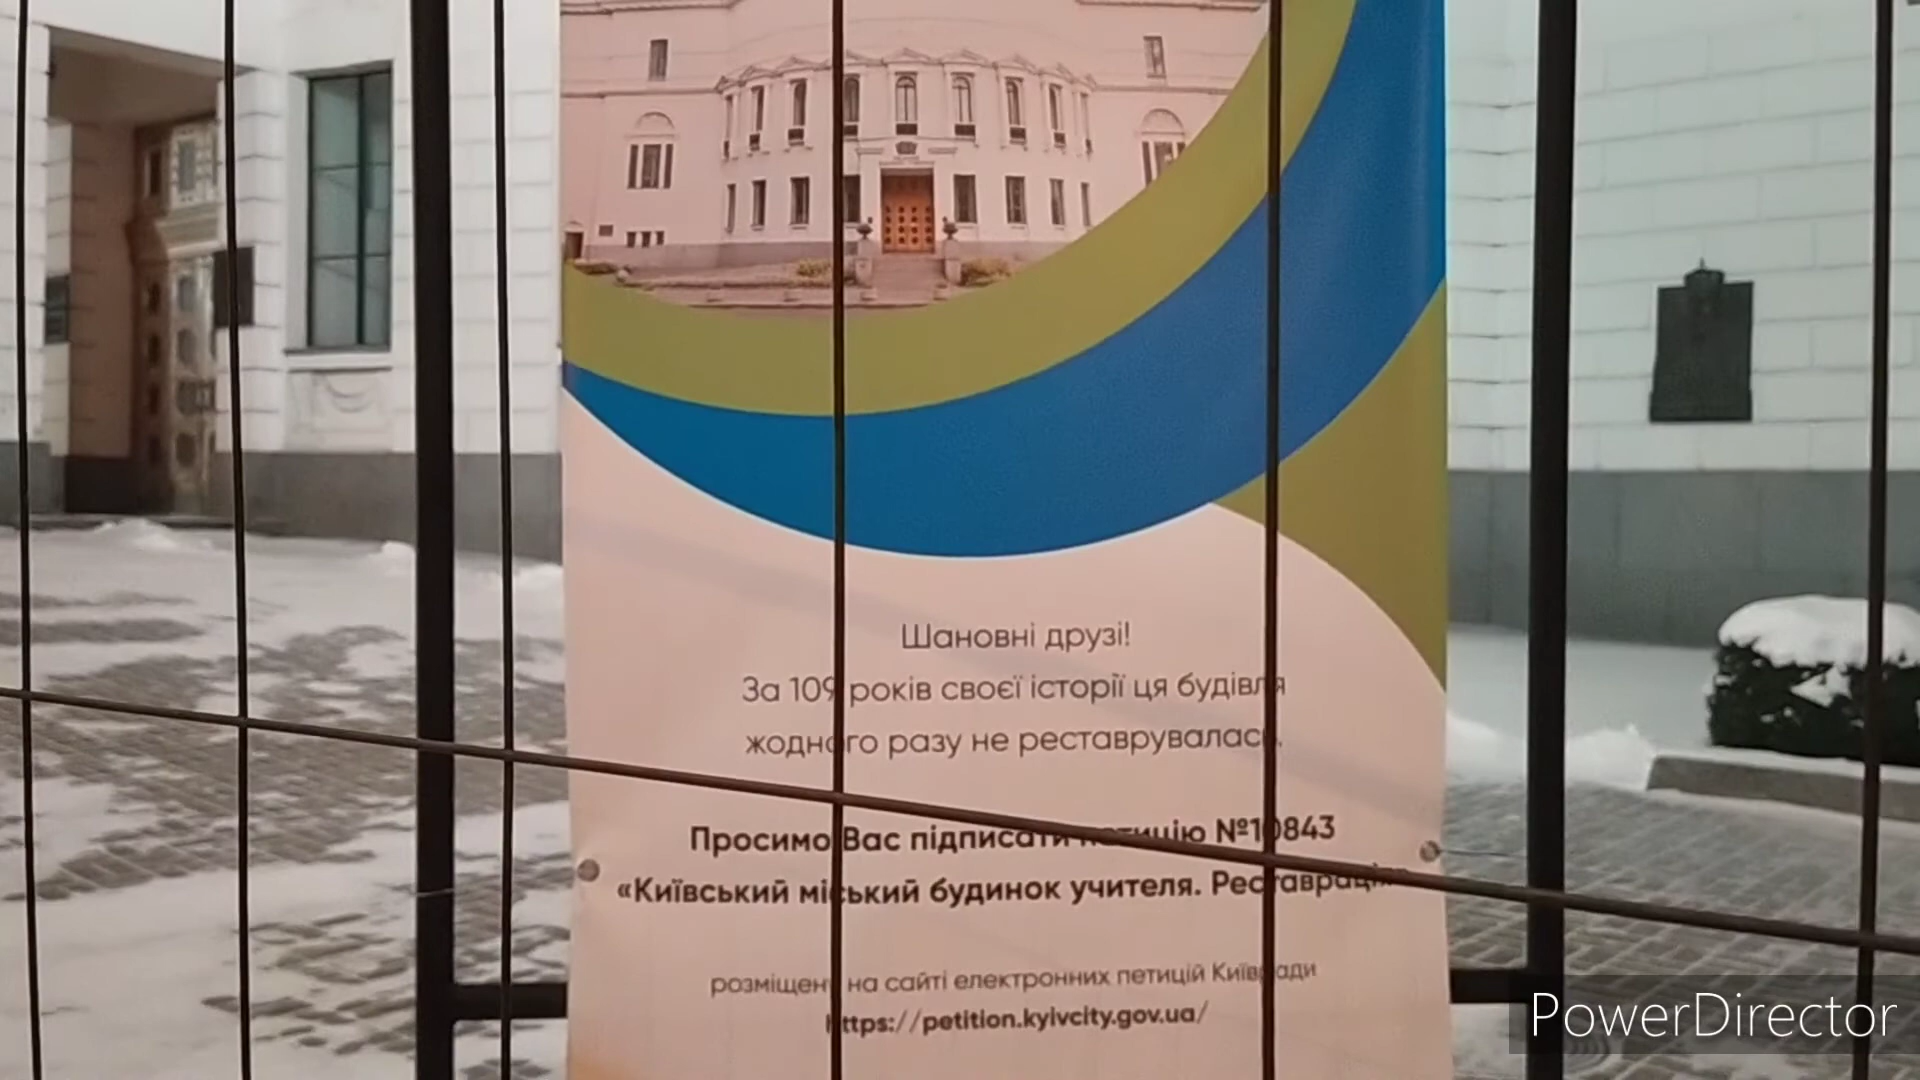 Шановні друзі!
За 109 років своєї історії ця будівля
жодного разу не реставрувалась.
Просимо Вас підписати петицію №10843
«Київський міський будинок учителя. Реставрація»
розміщену на сайті електронних петицій Київради
https://petition.kyivcity.gov.ua/
PowerDirector